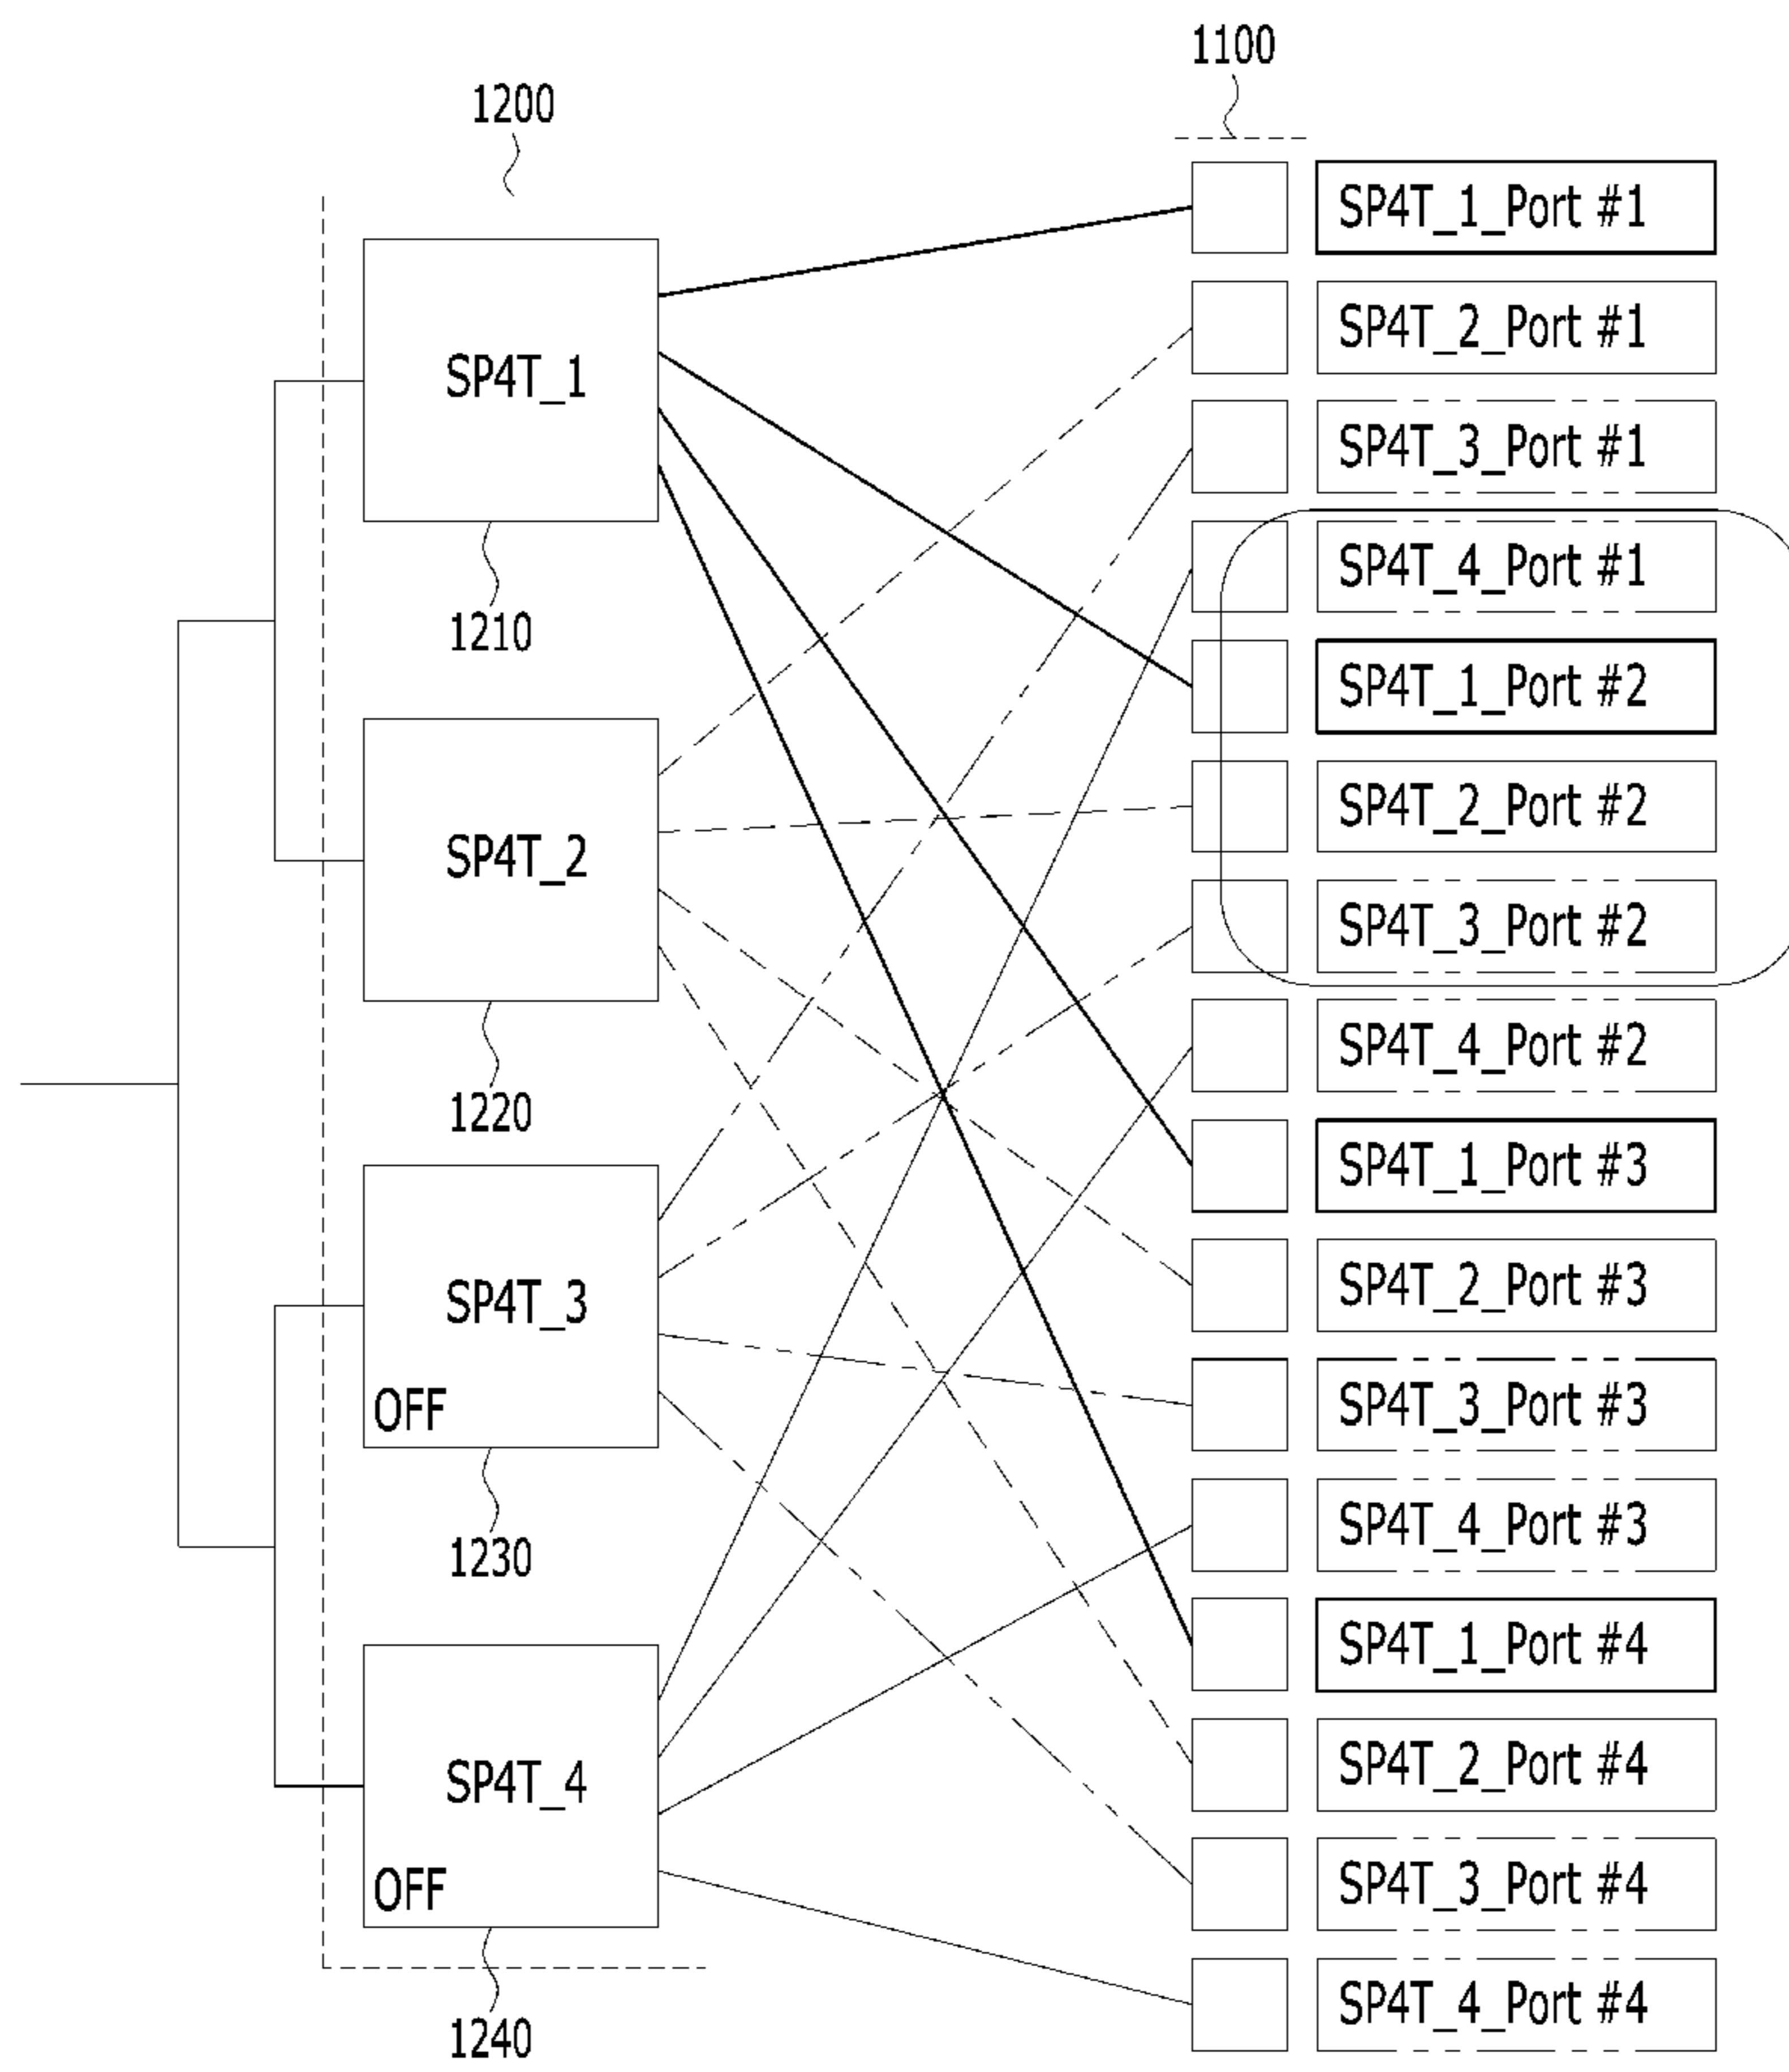 1100
1200
SP4T_1_Port #1
SP4T_2_Port #1
SP4T_1
SP4T_3_Port #1
SP4T_4_Port #1
1210
SP4T_1_Port #2
SP4T_2_Port #2
SP4T_2
SP4T_3_Port #2
SP4T_4_Port #2
1220
SP4T_1_Port #3
SP4T_2_Port #3
SP4T_3
SP4T_3_Port #3
OFF
SP4T_4_Port #3
1230
SP4T_1_Port #4
SP4T_2_Port #4
SP4T_4
SP4T_3_Port #4
OFF
SP4T_4_Port #4
1240